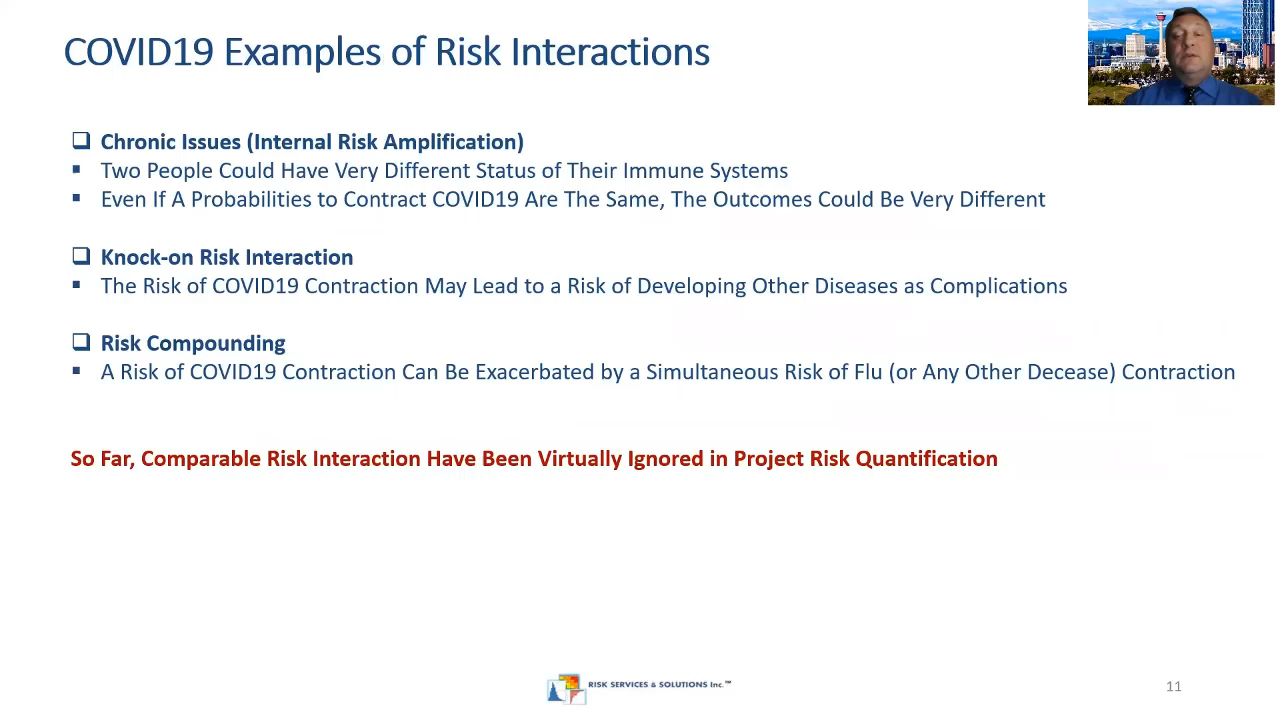 COVID19 Examples of Risk Interactions
Chronic Issues (Internal Risk Amplification)
Two People Could Have Very Different Status of Their Immune Systems
Even If A Probabilities to Contract COVID19 Are The Same, The Outcomes Could Be Very Different
Knock-on Risk Interaction
The Risk of COVID19 Contraction May Lead to a Risk of Developing Other Diseases as Complications
Risk Compounding
A Risk of COVID19 Contraction Can Be Exacerbated by a Simultaneous Risk of Flu (or Any Other Decease) Contraction
So Far, Comparable Risk Interaction Have Been Virtually Ignored in Project Risk Quantification
RISK SERVICES & SOLUTIONS Inc.™
11